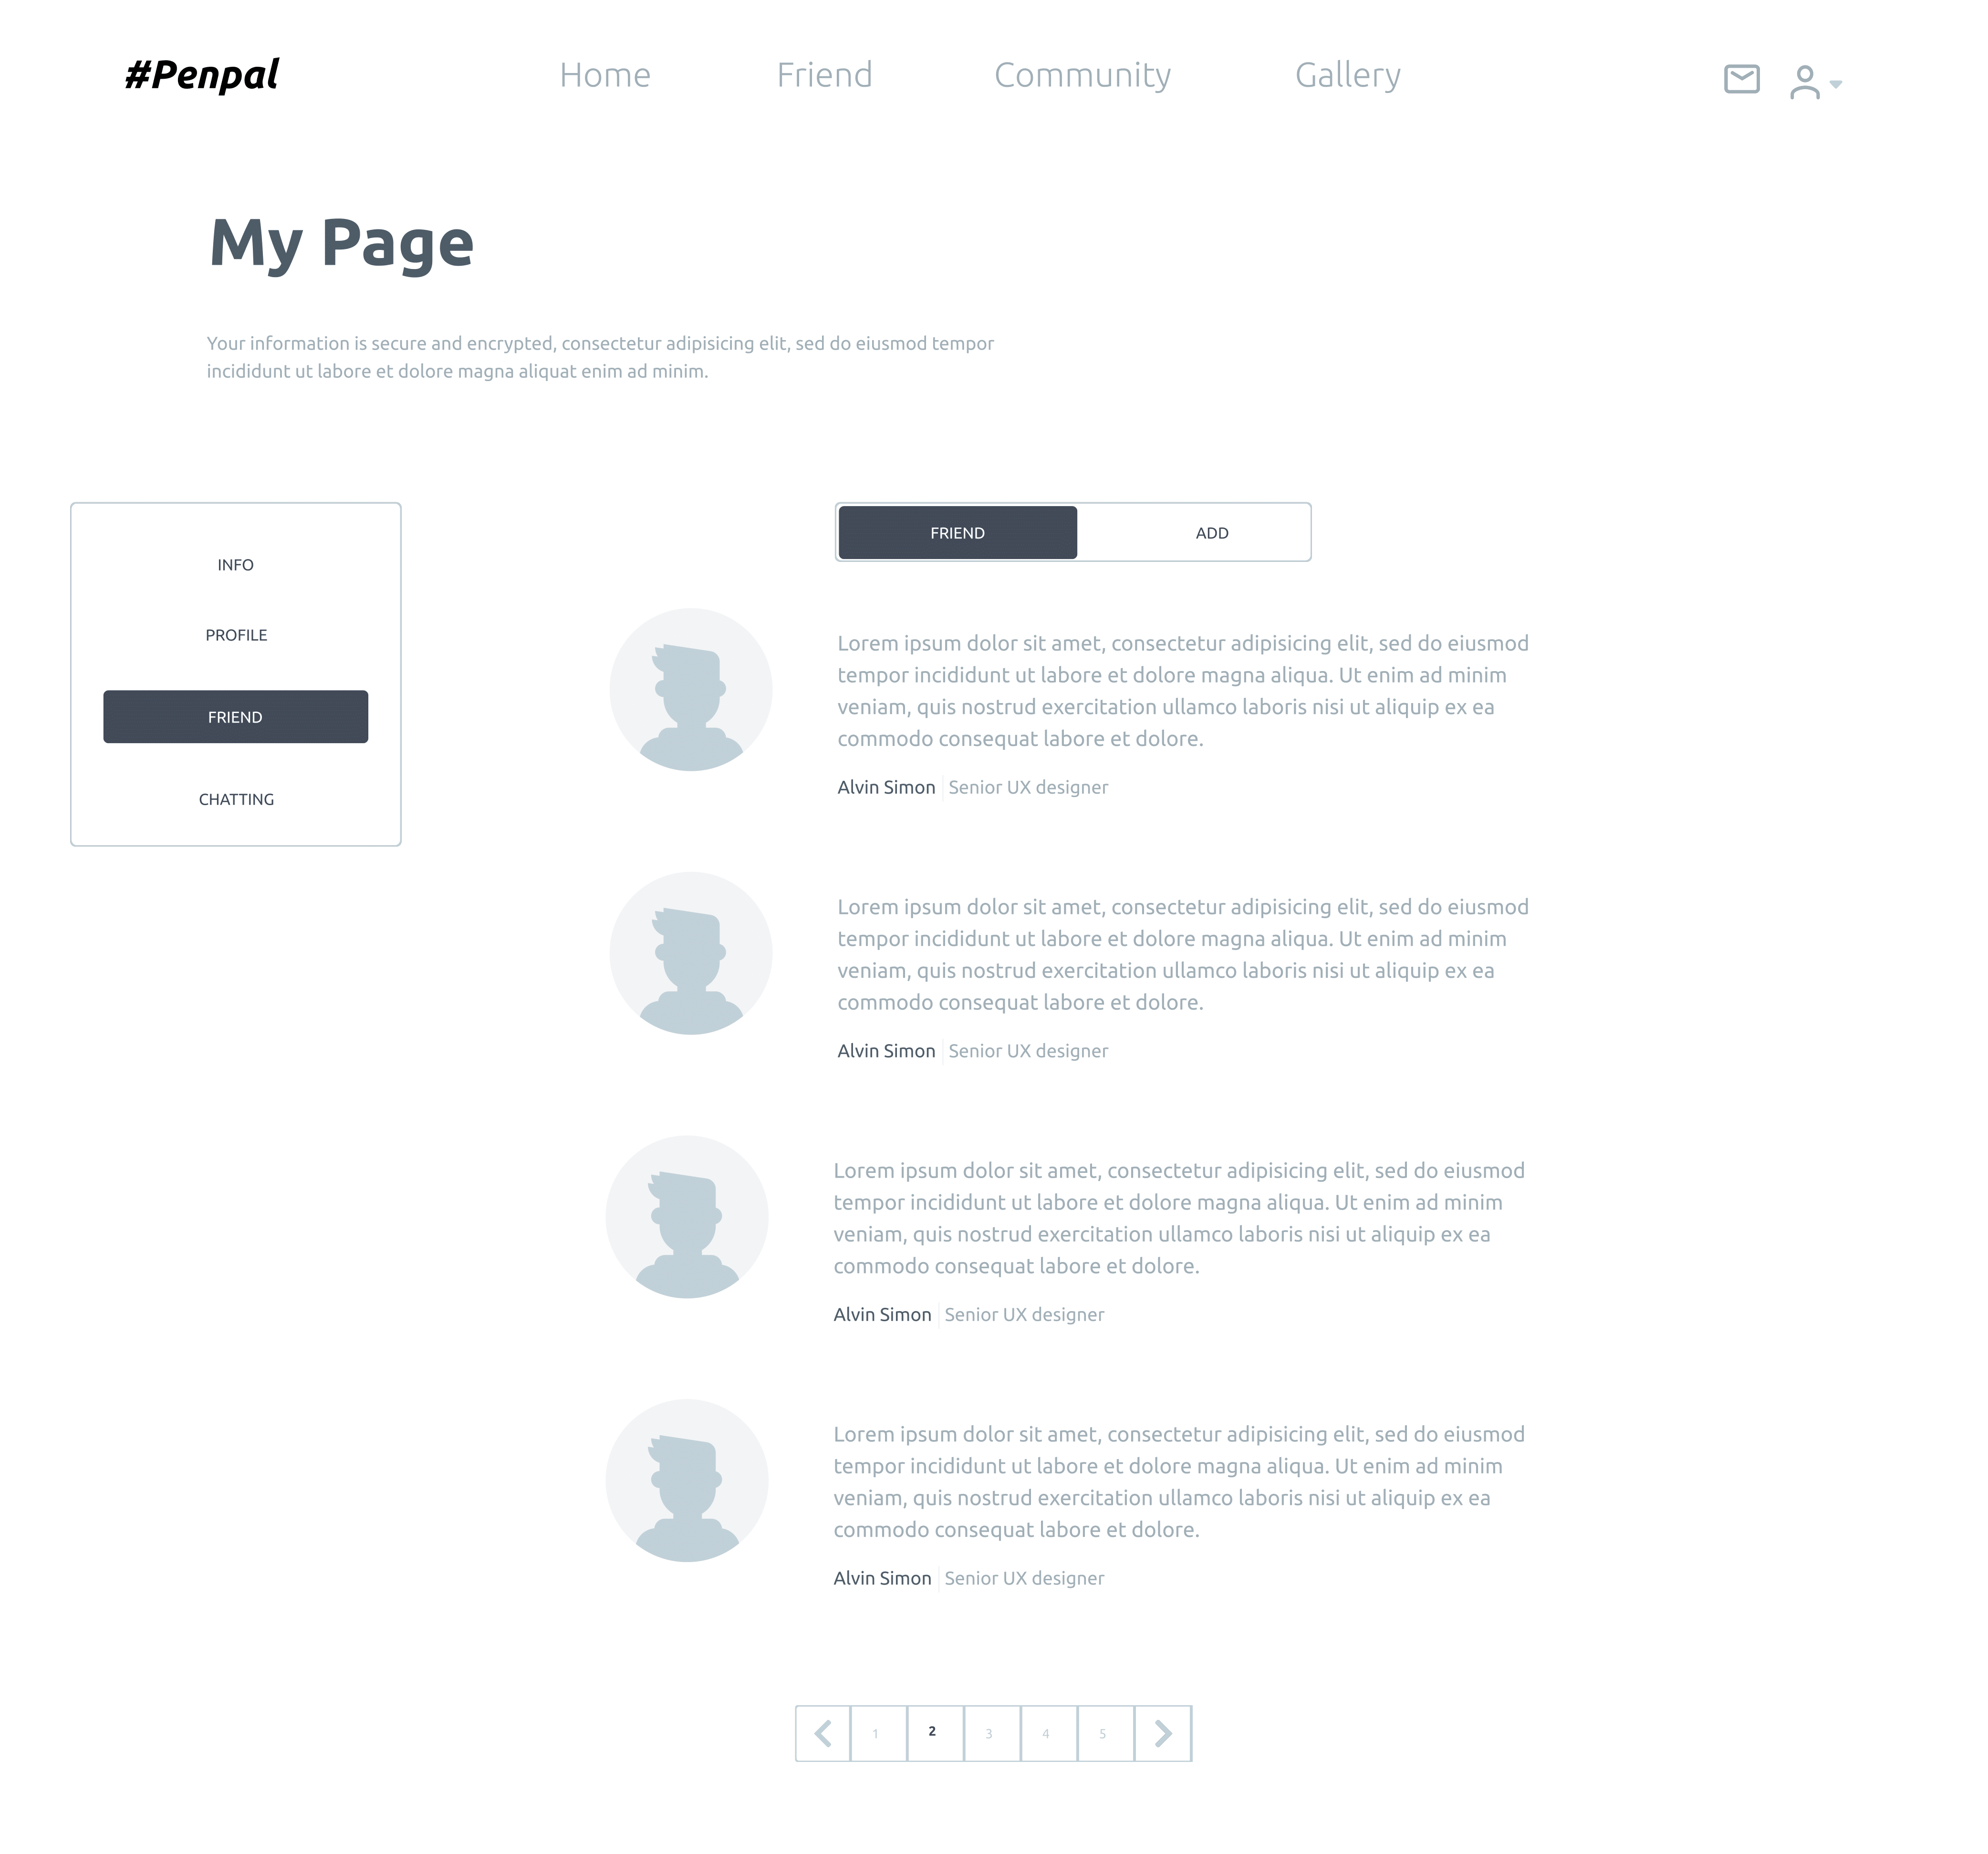 #Penpal
Home
Friend
Community
Gallery
My Page
Your information is secure and encrypted, consectetur adipisicing elit, sed do eiusmod tempor
incididunt ut labore et dolore magna aliquat enim ad minim.
INFO
PROFILE
FRIEND
CHATTING
FRIEND
ADD
Lorem ipsum dolor sit amet, consectetur adipisicing elit, sed do eiusmod
tempor incididunt ut labore et dolore magna aliqua. Ut enim ad minim
veniam, quis nostrud exercitation ullamco laboris nisi ut aliquip ex ea
commodo consequat labore et dolore.
Alvin Simon
Senior UX designer
Lorem ipsum dolor sit amet, consectetur adipisicing elit, sed do eiusmod
tempor incididunt ut labore et dolore magna aliqua. Ut enim ad minim
veniam, quis nostrud exercitation ullamco laboris nisi ut aliquip ex ea
commodo consequat labore et dolore.
Alvin Simon
Senior UX designer
Lorem ipsum dolor sit amet, consectetur adipisicing elit, sed do eiusmod
tempor incididunt ut labore et dolore magna aliqua. Ut enim ad minim
veniam, quis nostrud exercitation ullamco laboris nisi ut aliquip ex ea
commodo consequat labore et dolore.
Alvin Simon
Senior UX designer
Lorem ipsum dolor sit amet, consectetur adipisicing elit, sed do eiusmod
tempor incididunt ut labore et dolore magna aliqua. Ut enim ad minim
veniam, quis nostrud exercitation ullamco laboris nisi ut aliquip ex ea
commodo consequat labore et dolore.
Alvin Simon
Senior UX designer
1
2
3
4
5